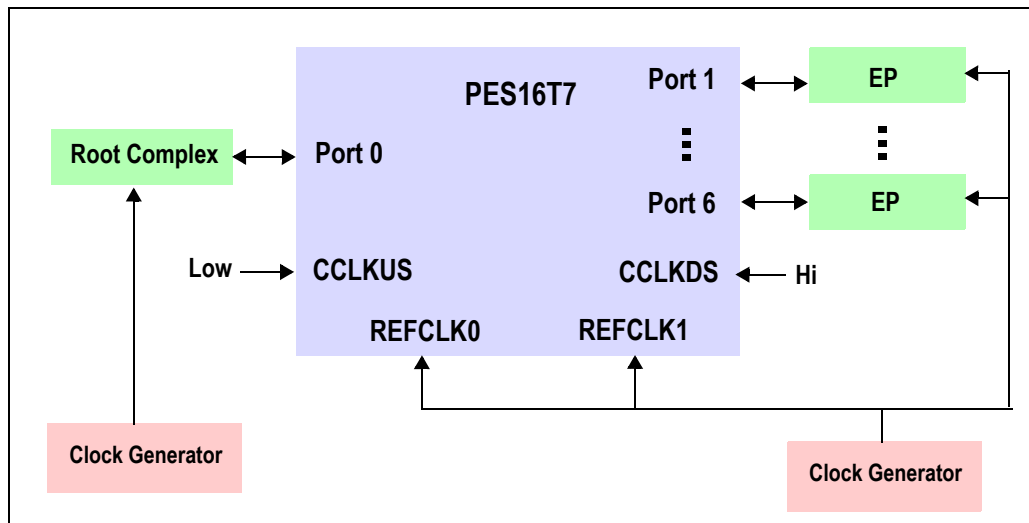 PES16T7
Port 1
EP
Root Complex
Port 0
Port 6
EP
Low
CCLKUS
CCLKDS
Hi
REFCLK0
REFCLK1
Clock Generator
Clock Generator